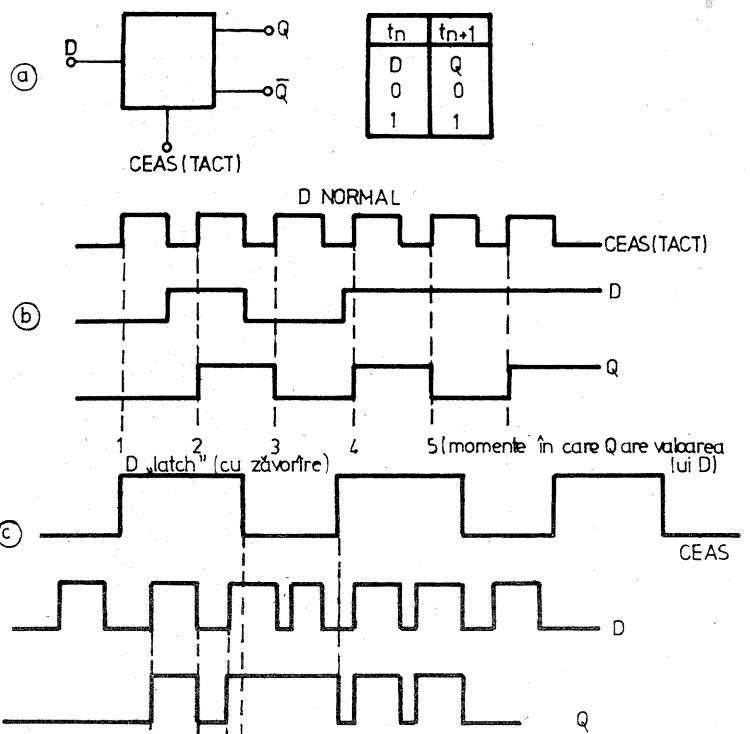 a
D
Q
Q̅
CEAS (TACT)
tn tn+1
D Q
0 0
1 1
D NORMAL
CEAS(TACT)
b
D
Q
1 2 3 4 5 (momente în care Q are valoarea
lui D)
D „latch" (cu zăvorîre)
c
CEAS
D
Q